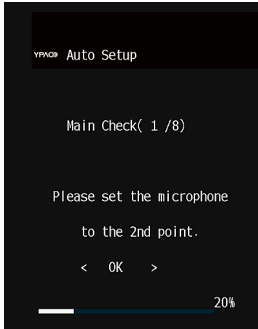 YPAO Auto Setup
Main Check( 1 /8)
Please set the microphone
to the 2nd point.
< OK >
20%